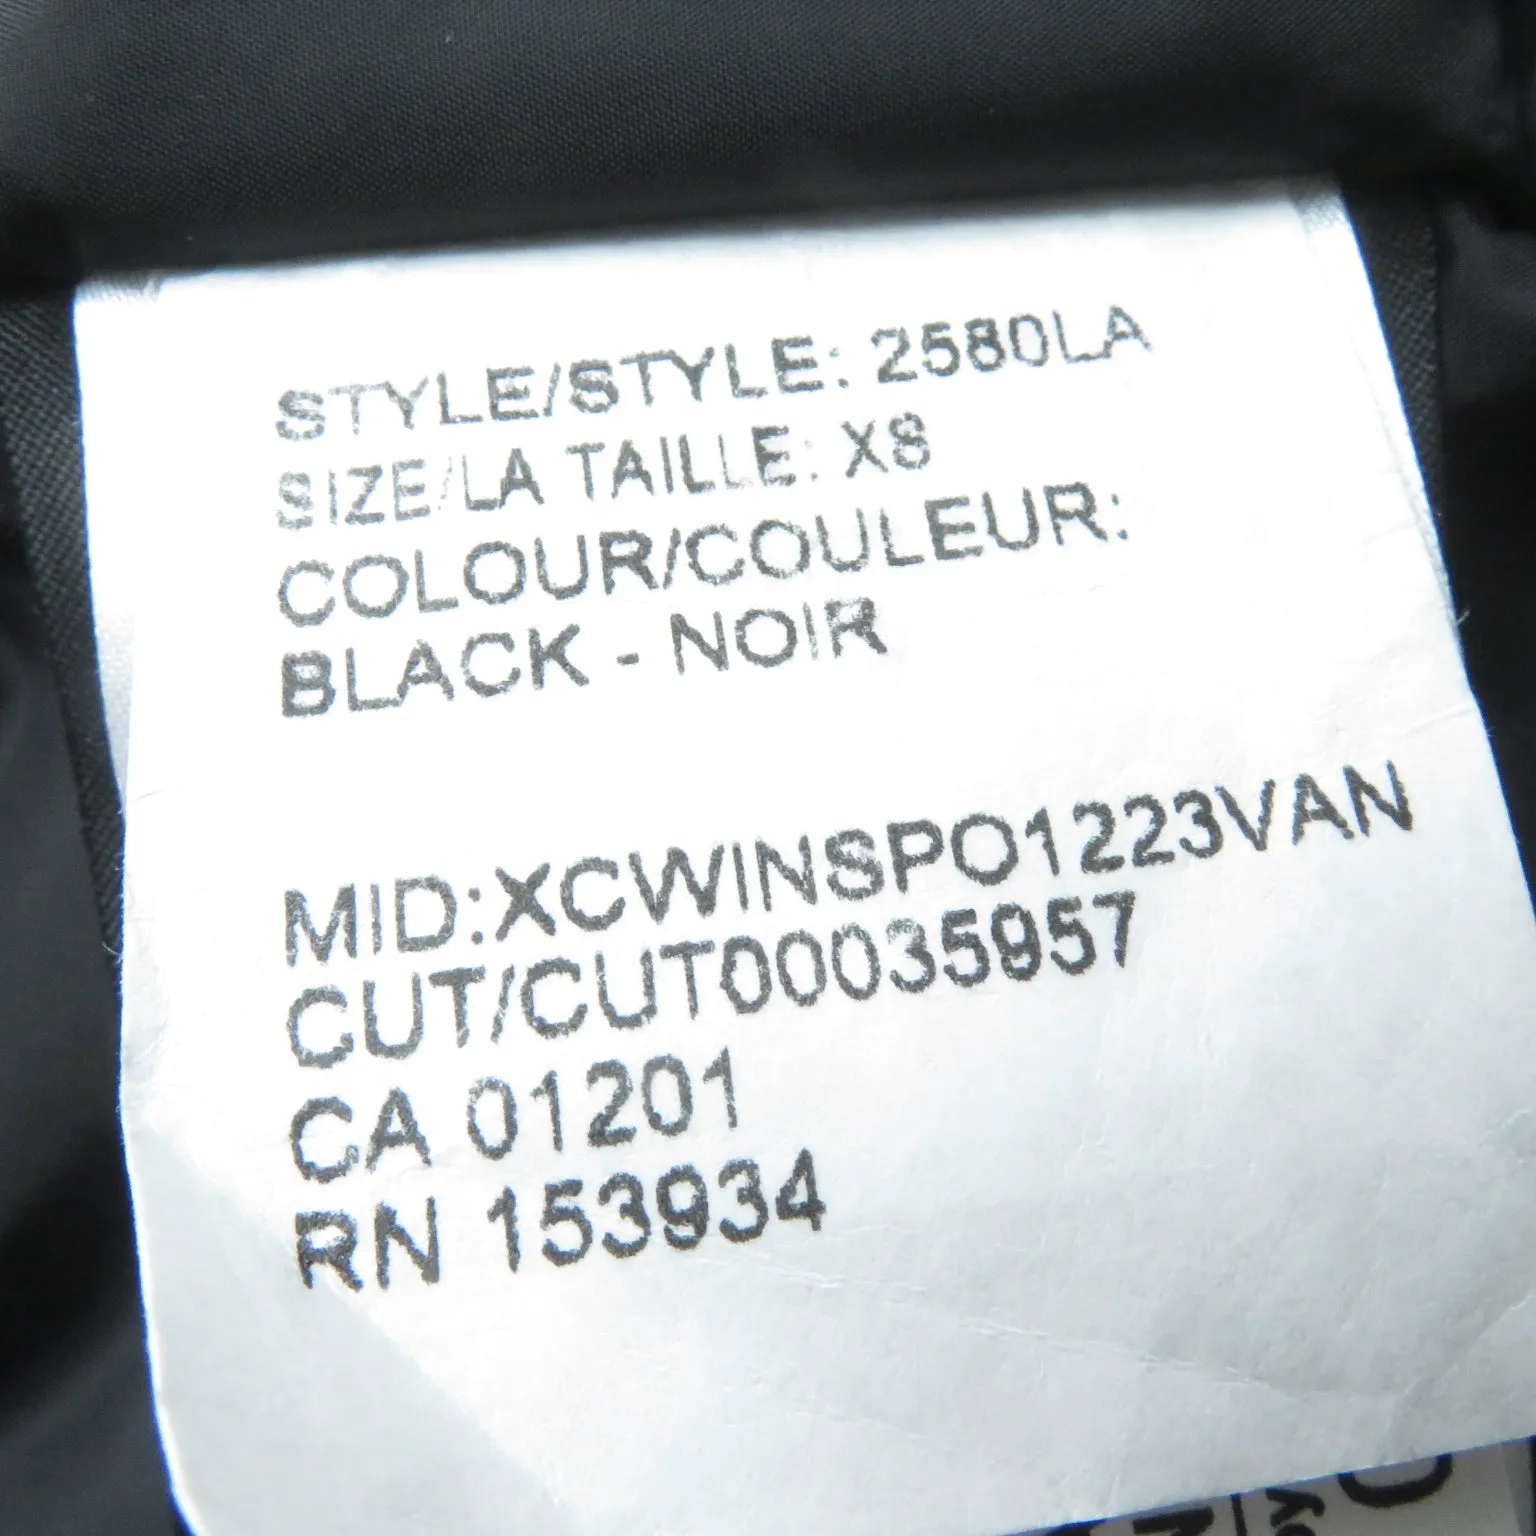 STYLE/STYLE: 2580LA
SIZE/LA TAILLE: XS
COLOUR/COULEUR:
BLACK - NOIR
MID:XCWINSPO1223VAN
CUT/CUT00035957
CA 01201
RN 153934